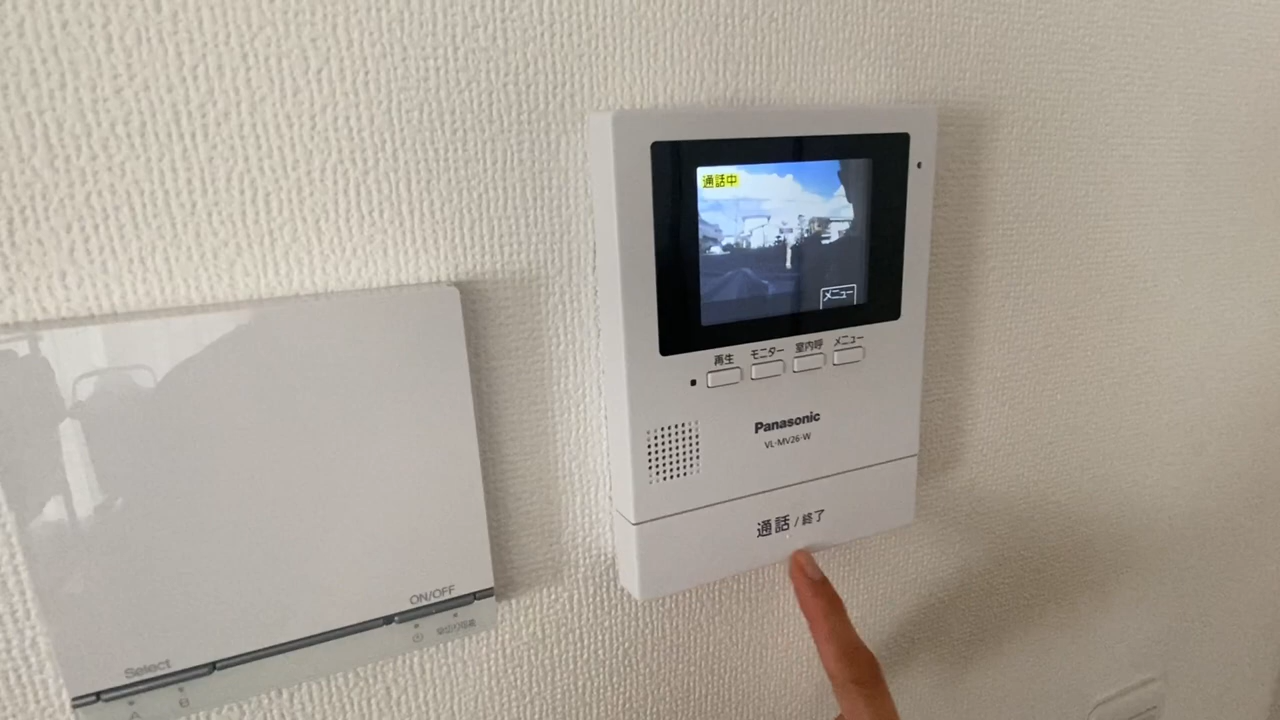 通話中
メニュー
再生 モニター 室内呼 メニュー
Panasonic
VL-MV26-W
通話 / 終了
ON/OFF
Select
A B